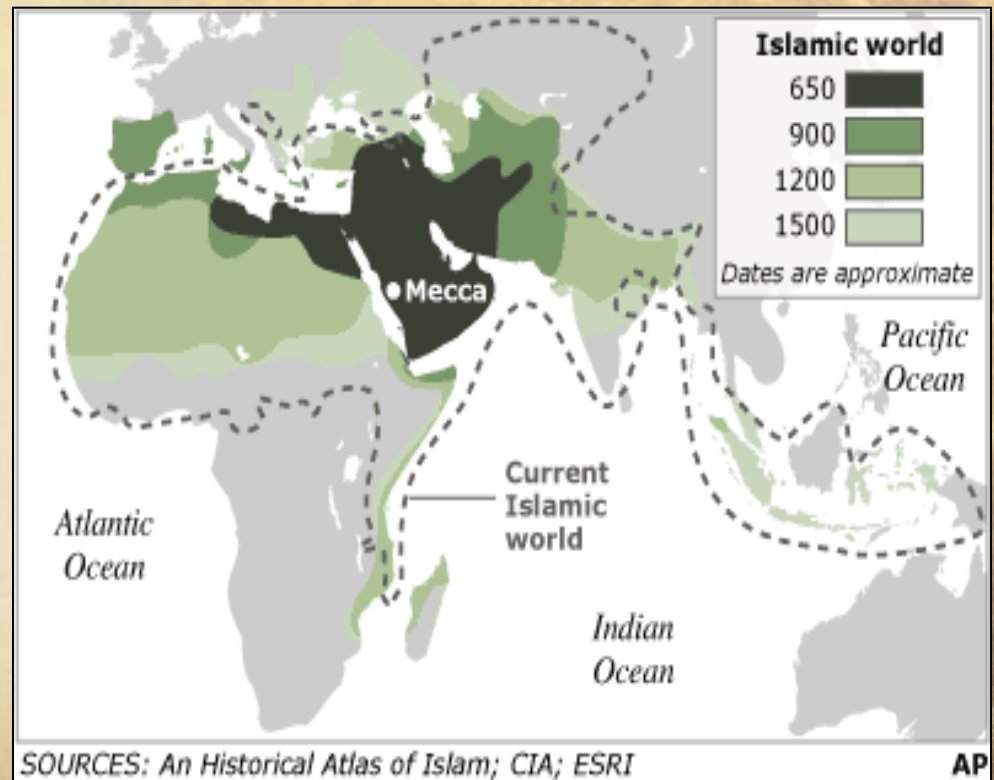 Islamic world
650
900
1200
1500
Dates are approximate
Mecca
Pacific
Ocean
Current
Islamic
world
Atlantic
Ocean
Indian
Ocean
SOURCES: An Historical Atlas of Islam; CIA; ESRI
AP